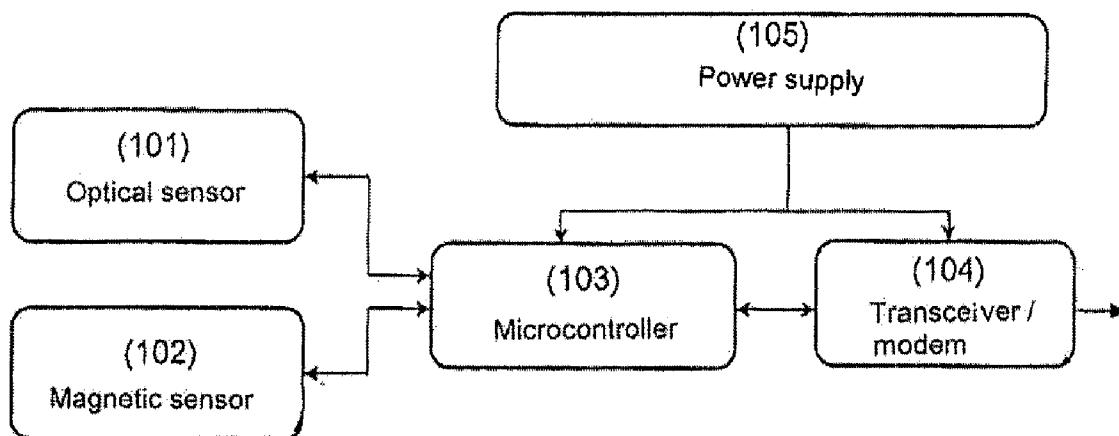 (105)
Power supply
(101)
Optical sensor
(103)
Microcontroller
(104)
Transceiver /
modem
(102)
Magnetic sensor